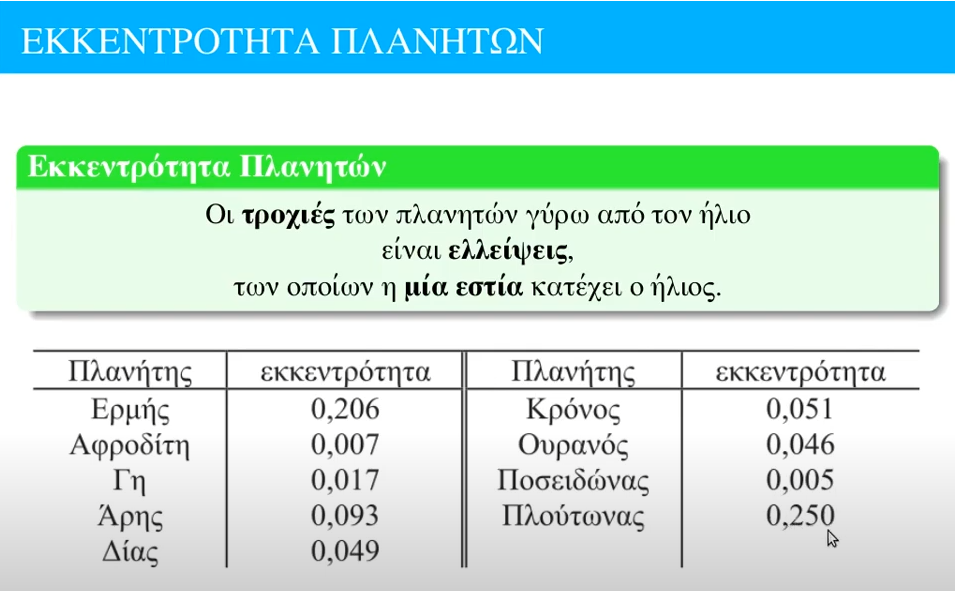 ΕΚΚΕΝΤΡΟΤΗΤΑ ΠΛΑΝΗΤΩΝ
Εκκεντρότητα Πλανητών
Οι τροχιές των πλανητών γύρω από τον ήλιο
είναι ελλείψεις,
των οποίων η μία εστία κατέχει ο ήλιος.
Πλανήτης εκκεντρότητα Πλανήτης εκκεντρότητα
Ερμής 0,206 Κρόνος 0,051
Αφροδίτη 0,007 Ουρανός 0,046
Γη 0,017 Ποσειδώνας 0,005
Άρης 0,093 Πλούτωνας 0,250
Δίας 0,049